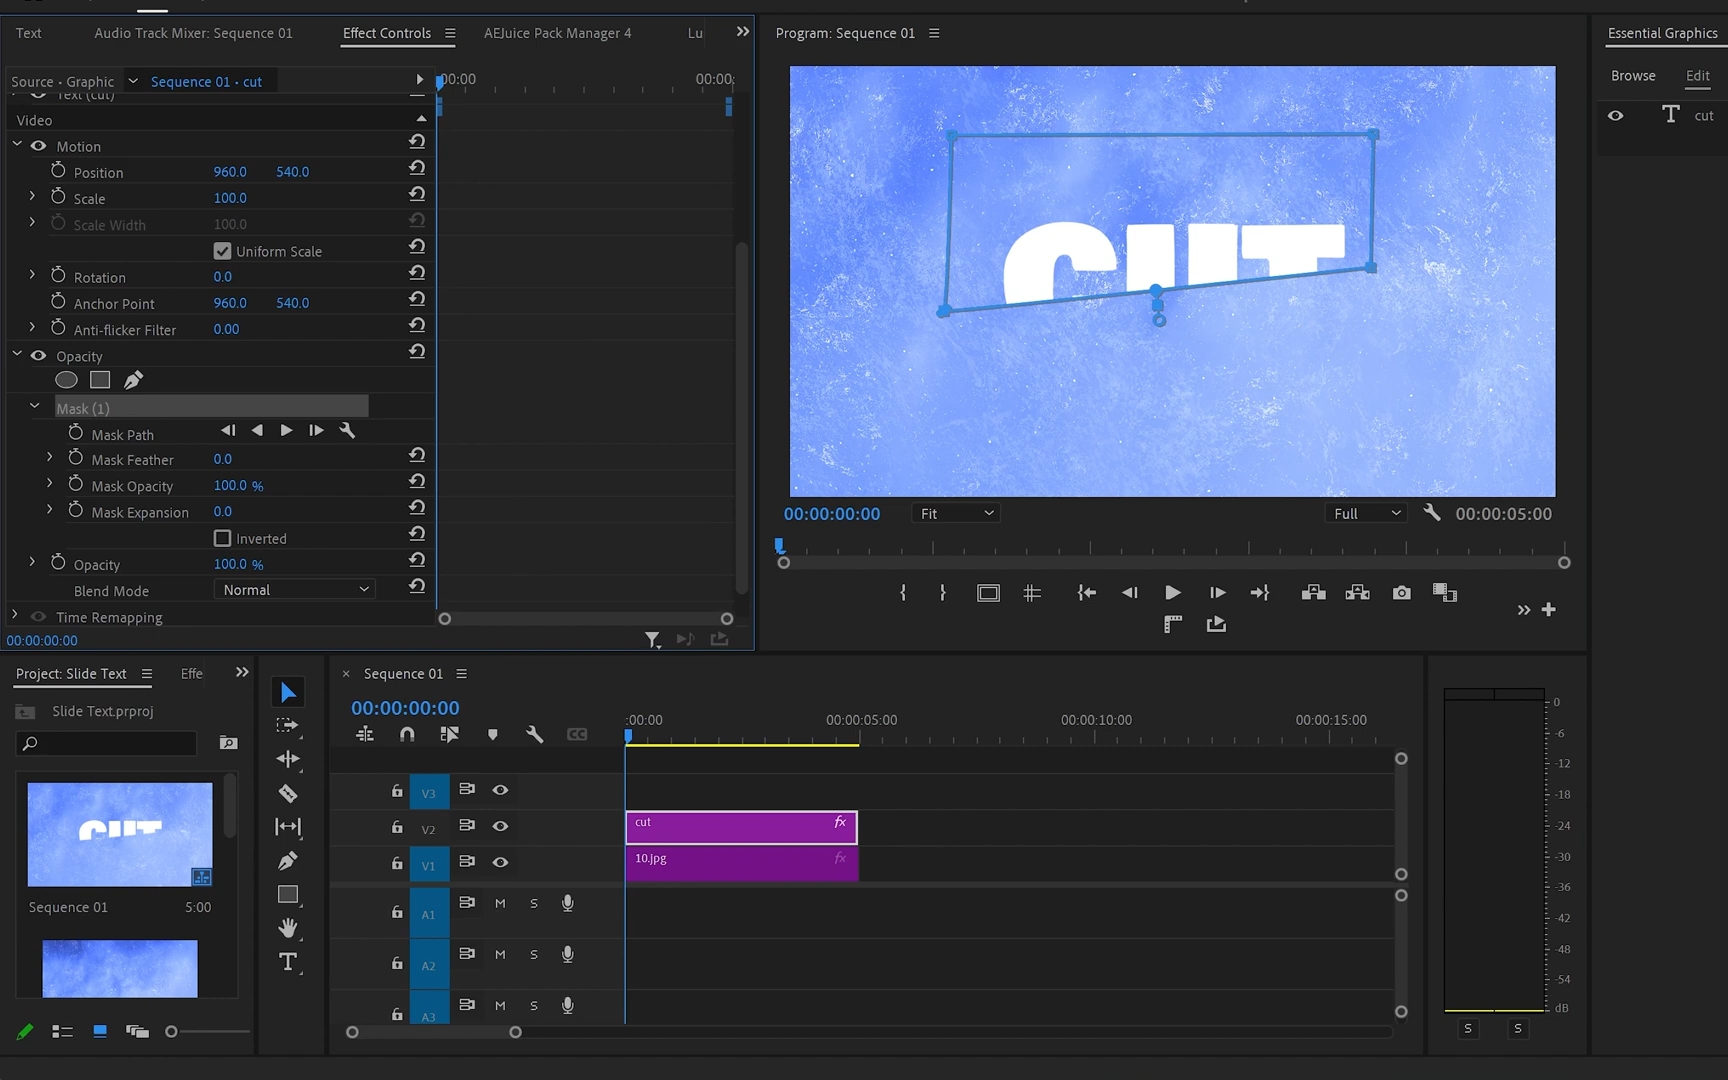 Text
Audio Track Mixer: Sequence 01
Effect Controls
AEJuice Pack Manager 4
Lu
Source · Graphic
Sequence 01 · cut
:00:00
00:00:
Text (cut)
Video
Motion
Position 960.0 540.0
Scale 100.0
Scale Width 100.0
Uniform Scale
Rotation 0.0
Anchor Point 960.0 540.0
Anti-flicker Filter 0.00
Opacity
Mask (1)
Mask Path
Mask Feather 0.0
Mask Opacity 100.0 %
Mask Expansion 0.0
Inverted
Opacity 100.0 %
Blend Mode Normal
Time Remapping
00:00:00:00
Program: Sequence 01
CUT
00:00:00:00
Fit
Full
00:00:05:00
Essential Graphics
Browse
Edit
T cut
Project: Slide Text
Effe
Slide Text.prproj
CUT
Sequence 01 5:00
T
Sequence 01
00:00:00:00
CC
:00:00
00:00:05:00
00:00:10:00
00:00:15:00
V3
V2
cut fx
V1
10.jpg fx
A1 M S
A2 M S
A3 M S
0
-6
-12
-18
-24
-30
-36
-42
-48
-54
dB
S S